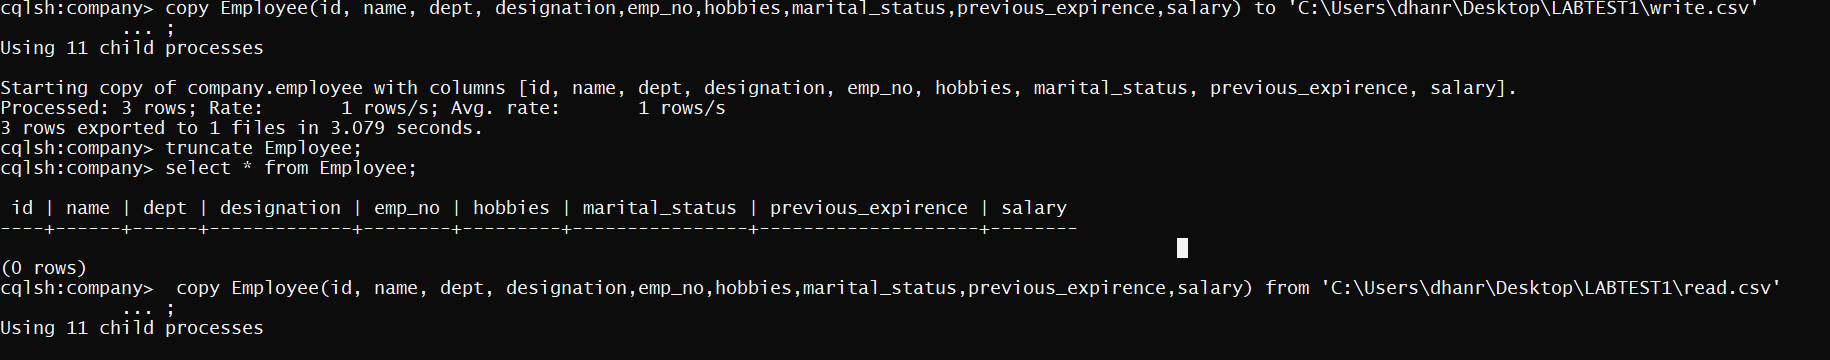 cqlsh:company> copy Employee(id, name, dept, designation,emp_no,hobbies,marital_status,previous_expirence,salary) to 'C:\Users\dhanr\Desktop\LABTEST1\write.csv'
... ;
Using 11 child processes
Starting copy of company.employee with columns [id, name, dept, designation, emp_no, hobbies, marital_status, previous_expirence, salary].
Processed: 3 rows; Rate:       1 rows/s; Avg. rate:       1 rows/s
3 rows exported to 1 files in 3.079 seconds.
cqlsh:company> truncate Employee;
cqlsh:company> select * from Employee;
id | name | dept | designation | emp_no | hobbies | marital_status | previous_expirence | salary
----+------+------+-------------+--------+---------+----------------+--------------------+--------
(0 rows)
cqlsh:company>  copy Employee(id, name, dept, designation,emp_no,hobbies,marital_status,previous_expirence,salary) from 'C:\Users\dhanr\Desktop\LABTEST1\read.csv'
... ;
Using 11 child processes